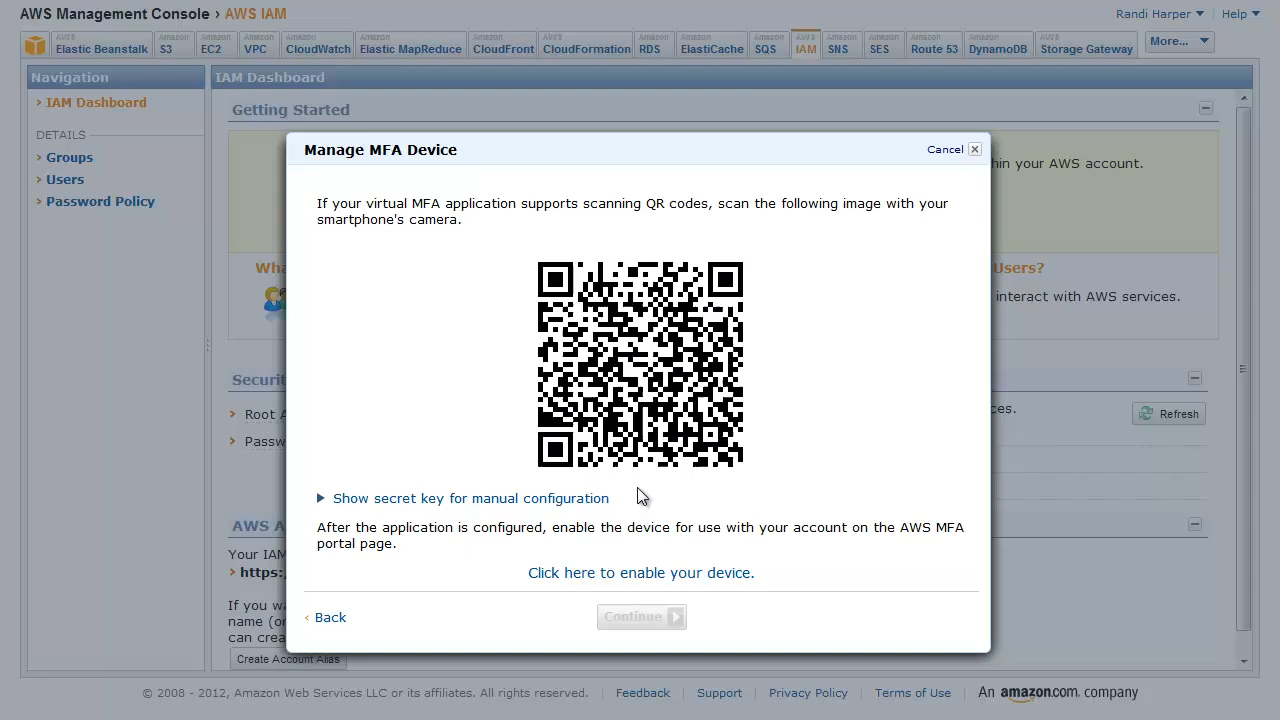 AWS Management Console › AWS IAM
Randi Harper
Help
AWS Elastic Beanstalk
Amazon S3
Amazon EC2
Amazon VPC
Amazon CloudWatch
Amazon Elastic MapReduce
Amazon CloudFront
AWS CloudFormation
Amazon RDS
Amazon ElastiCache
Amazon SQS
AWS IAM
Amazon SNS
Amazon SES
Amazon Route 53
Amazon DynamoDB
AWS Storage Gateway
More...
Navigation
IAM Dashboard
DETAILS
Groups
Users
Password Policy
IAM Dashboard
Getting Started
hin your AWS account.
Users?
interact with AWS services.
Securi
Root A
ces.
Refresh
Passw
AWS A
Your IAM
https:
If you wa
name (or
can crea
Create Account Alias
Manage MFA Device
Cancel
If your virtual MFA application supports scanning QR codes, scan the following image with your
smartphone's camera.
Show secret key for manual configuration
After the application is configured, enable the device for use with your account on the AWS MFA
portal page.
Click here to enable your device.
‹ Back
Continue
© 2008 - 2012, Amazon Web Services LLC or its affiliates. All rights reserved.
Feedback
Support
Privacy Policy
Terms of Use
An amazon.com company